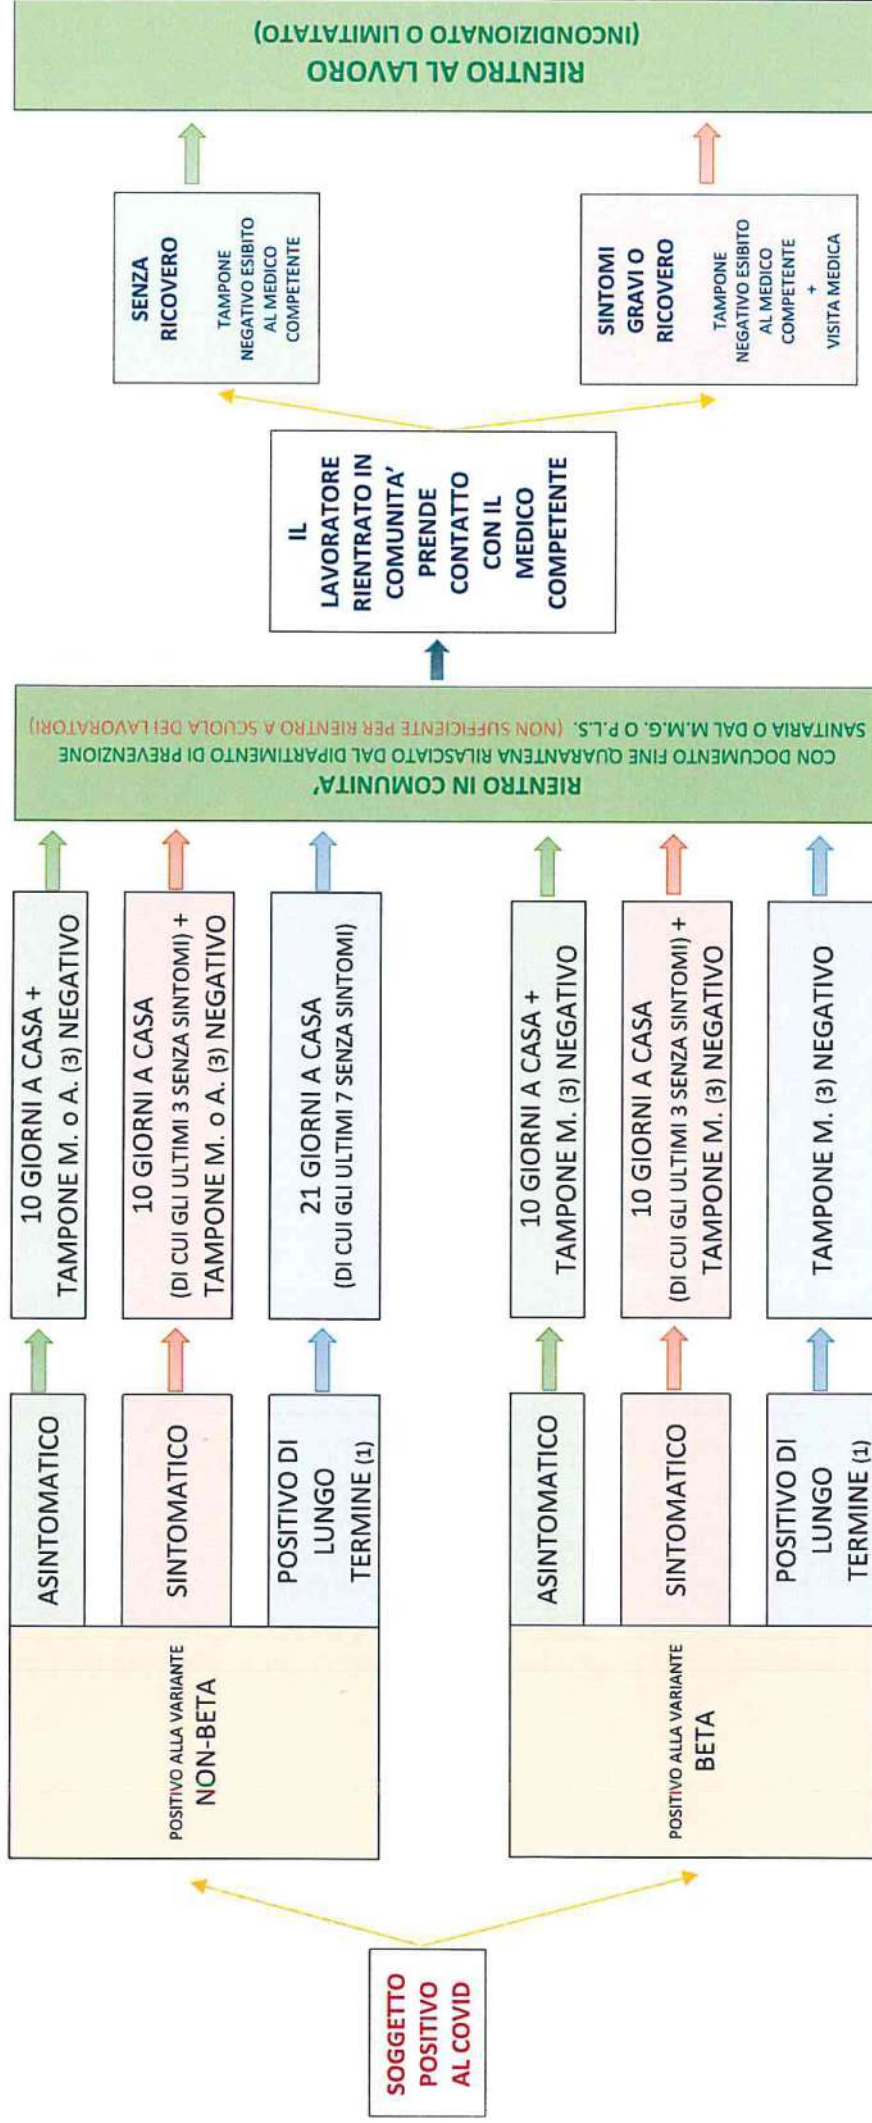 SOGGETTO
POSITIVO
AL COVID
POSITIVO ALLA VARIANTE
NON-BETA
ASINTOMATICO
10 GIORNI A CASA +
TAMPONE M. o A. (3) NEGATIVO
SINTOMATICO
10 GIORNI A CASA
(DI CUI GLI ULTIMI 3 SENZA SINTOMI) +
TAMPONE M. o A. (3) NEGATIVO
POSITIVO DI
LUNGO
TERMINE (1)
21 GIORNI A CASA
(DI CUI GLI ULTIMI 7 SENZA SINTOMI)
POSITIVO ALLA VARIANTE
BETA
ASINTOMATICO
10 GIORNI A CASA +
TAMPONE M. (3) NEGATIVO
SINTOMATICO
10 GIORNI A CASA
(DI CUI GLI ULTIMI 3 SENZA SINTOMI) +
TAMPONE M. (3) NEGATIVO
POSITIVO DI
LUNGO
TERMINE (1)
TAMPONE M. (3) NEGATIVO
RIENTRO IN COMUNITA'
CON DOCUMENTO FINE QUARANTENA RILASCIATO DAL DIPARTIMENTO DI PREVENZIONE
SANITARIA O DAL M.M.G. O P.L.S. (NON SUFFICIENTE PER RIENTRO A SCUOLA DEI LAVORATORI)
IL
LAVORATORE
RIENTRATO IN
COMUNITA'
PRENDE
CONTATTO
CON IL
MEDICO
COMPETENTE
SENZA
RICOVERO
TAMPONE
NEGATIVO ESIBITO
AL MEDICO
COMPETENTE
SINTOMI
GRAVI O
RICOVERO
TAMPONE
NEGATIVO ESIBITO
AL MEDICO
COMPETENTE
+
VISITA MEDICA
RIENTRO AL LAVORO
(INCONDIZIONATO O LIMITATATO)